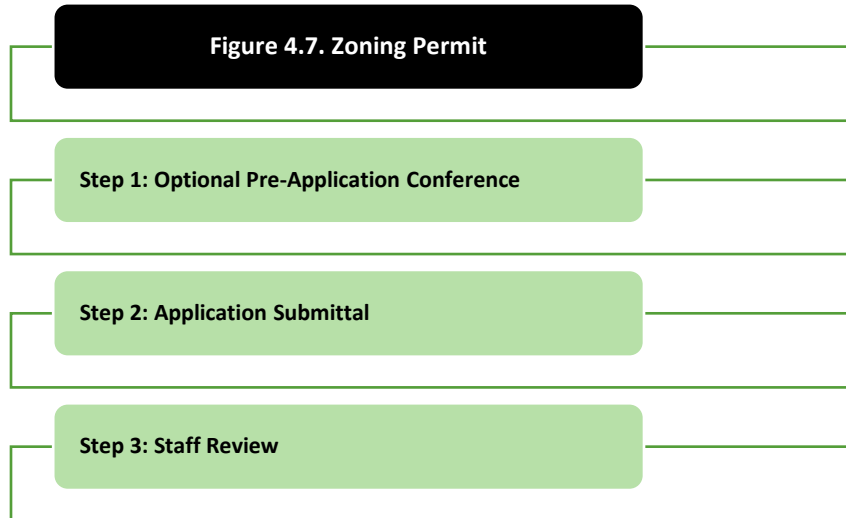 Figure 4.7. Zoning Permit
Step 1: Optional Pre-Application Conference
Step 2: Application Submittal
Step 3: Staff Review